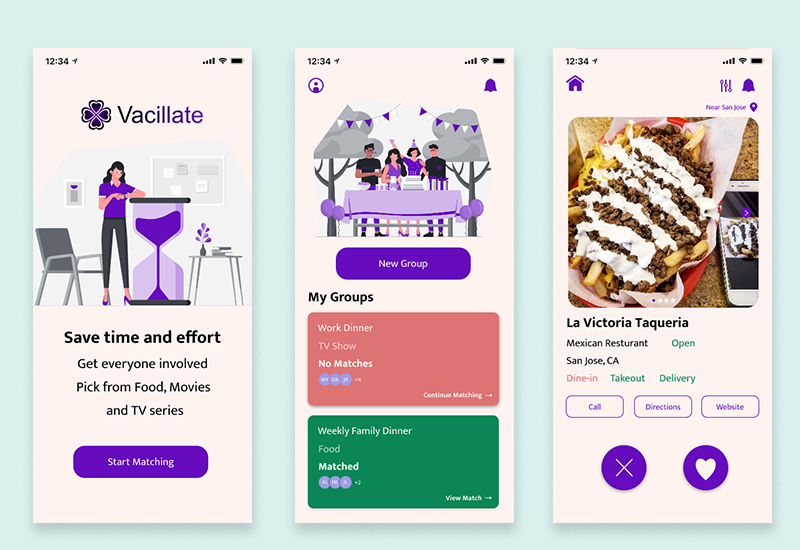 12:34
Vacillate
Save time and effort
Get everyone involved
Pick from Food, Movies
and TV series
Start Matching
12:34
New Group
My Groups
Work Dinner
TV Show
No Matches
MY DK JR +4
Continue Matching →
Weekly Family Dinner
Food
Matched
AL NE JL +2
View Match →
12:34
Near San Jose
La Victoria Taqueria
Mexican Resturant Open
San Jose, CA
Dine-in Takeout Delivery
Call Directions Website